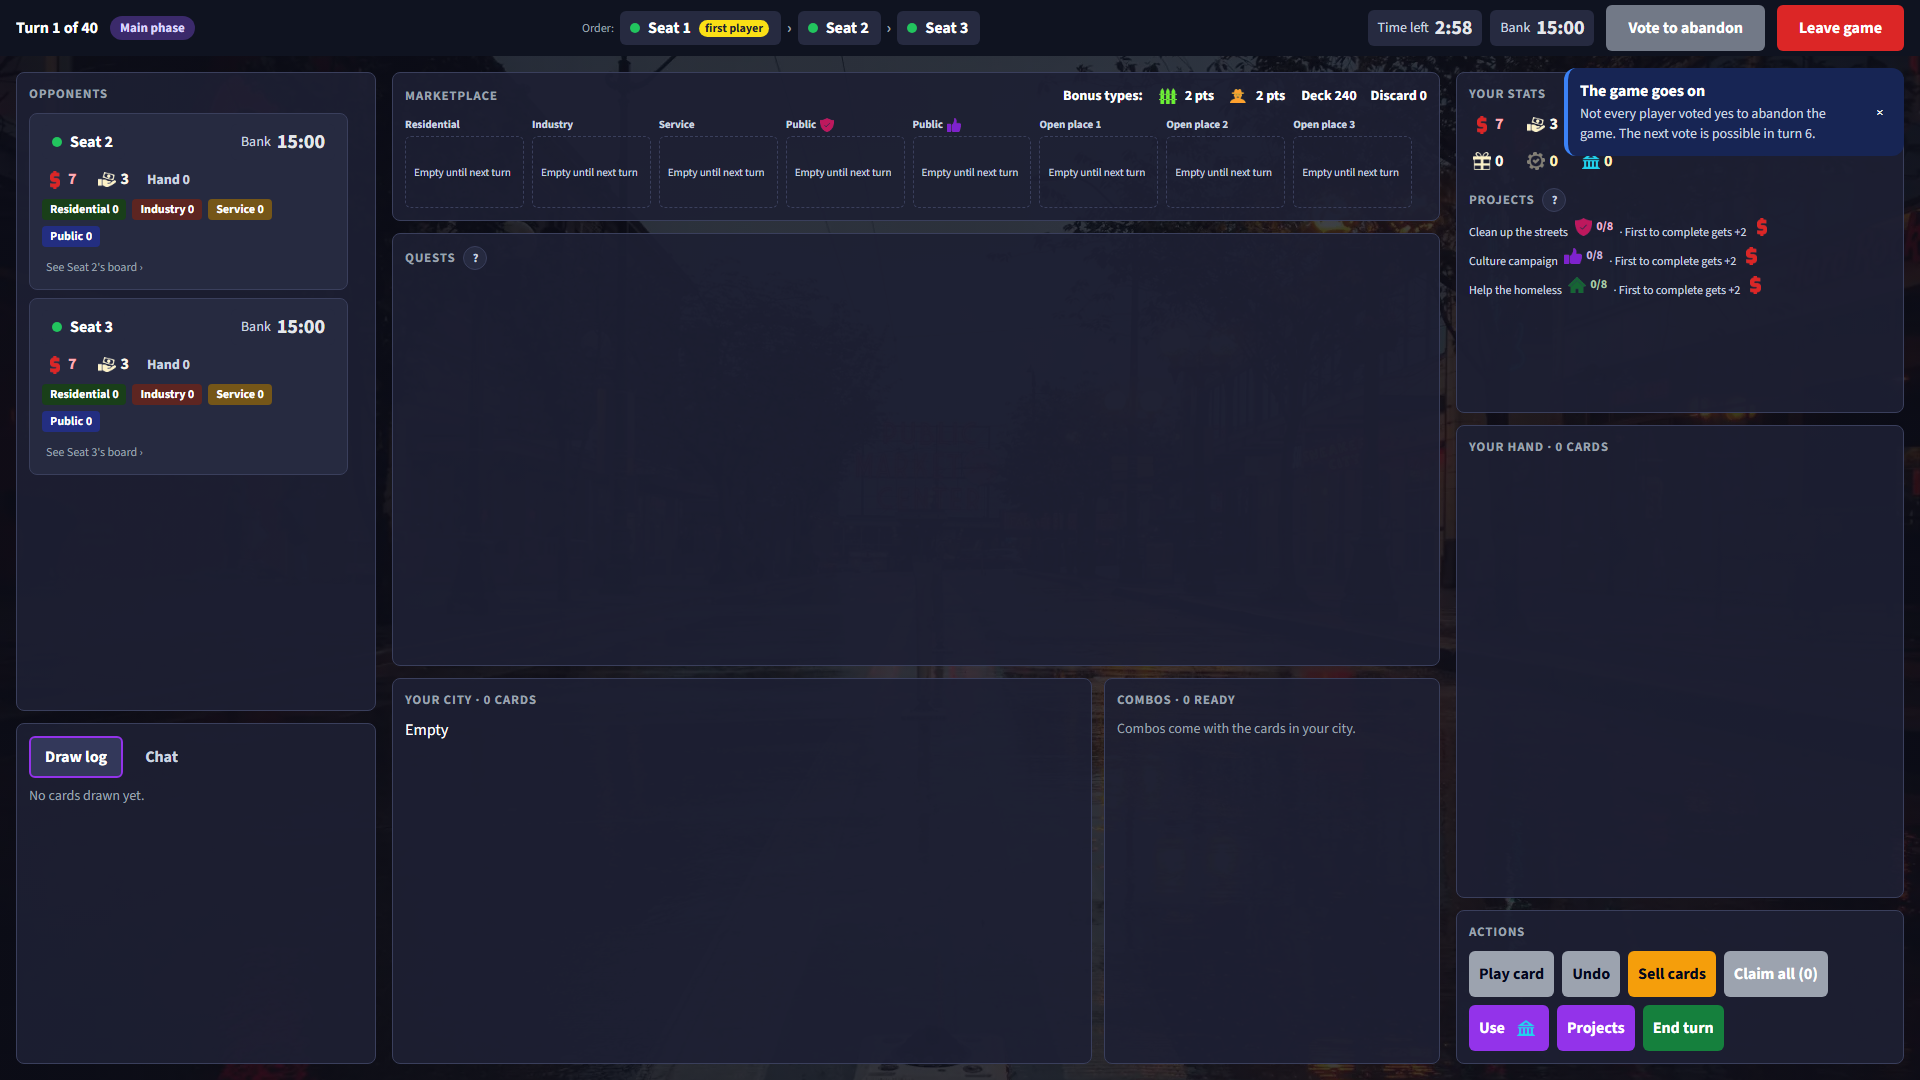 Turn 1 of 40 Main phase
Order: Seat 1 first player › Seat 2 › Seat 3
Time left 2:58 Bank 15:00 Vote to abandon Leave game
OPPONENTS
Seat 2 Bank 15:00
7 3 Hand 0
Residential 0 Industry 0 Service 0
Public 0
See Seat 2's board ›
Seat 3 Bank 15:00
7 3 Hand 0
Residential 0 Industry 0 Service 0
Public 0
See Seat 3's board ›
Draw log Chat
No cards drawn yet.
MARKETPLACE Bonus types: 2 pts 2 pts Deck 240 Discard 0
Residential Industry Service Public Public Open place 1 Open place 2 Open place 3
Empty until next turn Empty until next turn Empty until next turn Empty until next turn Empty until next turn Empty until next turn Empty until next turn Empty until next turn
QUESTS ?
YOUR CITY · 0 CARDS
Empty
COMBOS · 0 READY
Combos come with the cards in your city.
YOUR STATS
7 3
0 0 0
The game goes on
Not every player voted yes to abandon the
game. The next vote is possible in turn 6.
×
PROJECTS ?
Clean up the streets 0/8 · First to complete gets +2
Culture campaign 0/8 · First to complete gets +2
Help the homeless 0/8 · First to complete gets +2
YOUR HAND · 0 CARDS
ACTIONS
Play card Undo Sell cards Claim all (0)
Use Projects End turn